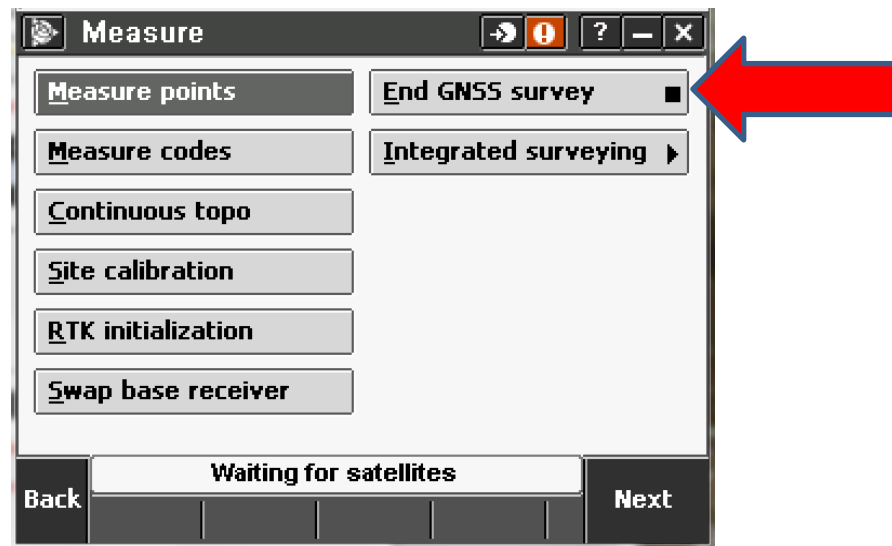 Measure
?
Measure points
Measure codes
Continuous topo
Site calibration
RTK initialization
Swap base receiver
End GNSS survey
Integrated surveying
Waiting for satellites
Back
Next